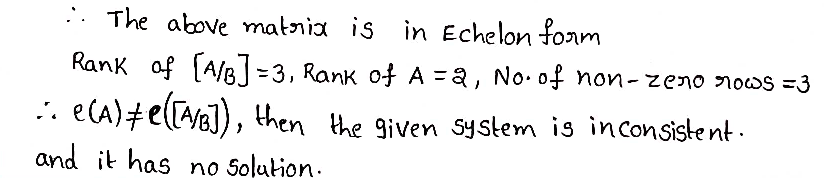 ∴ The above matrix is in Echelon form
Rank of [A/B] = 3, Rank of A = 2, No. of non-zero rows = 3
∴ e(A) ≠ e([A/B]), then the given system is inconsistent.
and it has no solution.